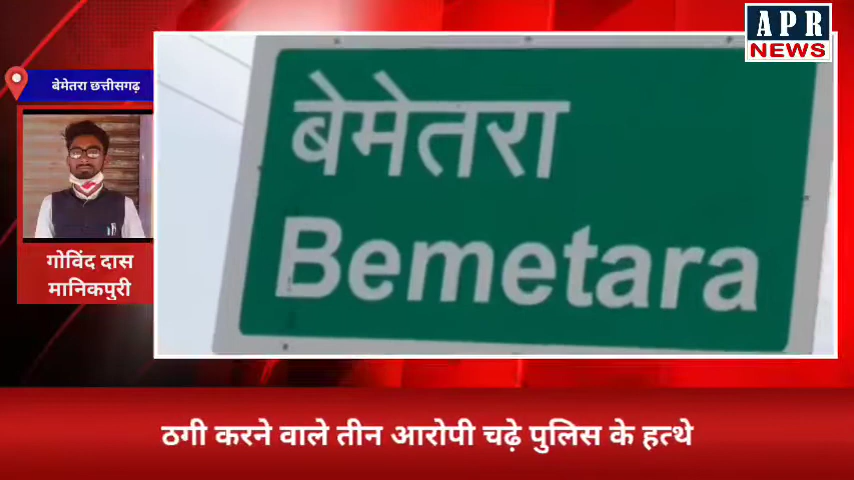 APR
NEWS
बेमेतरा छत्तीसगढ़
बेमेतरा
Bemetara
गोविंद दास
मानिकपुरी
ठगी करने वाले तीन आरोपी चढ़े पुलिस के हत्थे